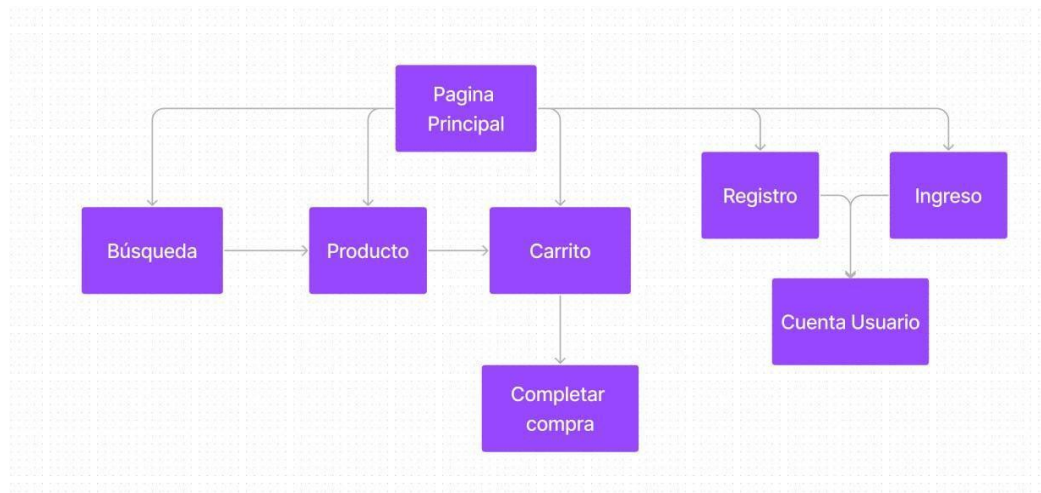 Pagina
Principal
Registro
Ingreso
Búsqueda
Producto
Carrito
Cuenta Usuario
Completar
compra